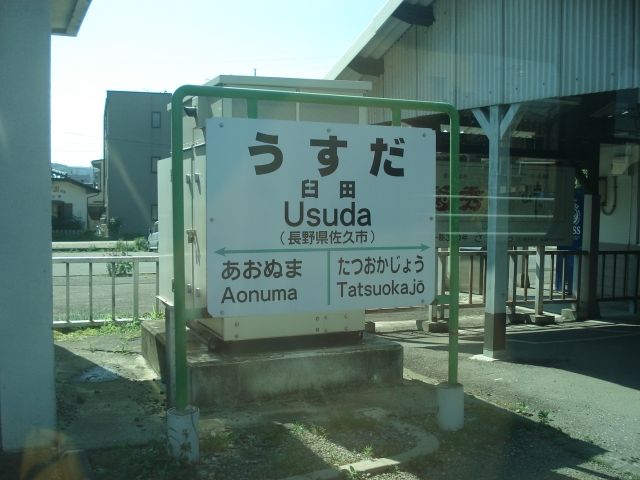 うすだ
臼田
Usuda
(長野県佐久市)
あおぬま たつおかじょう
Aonuma Tatsuokajō